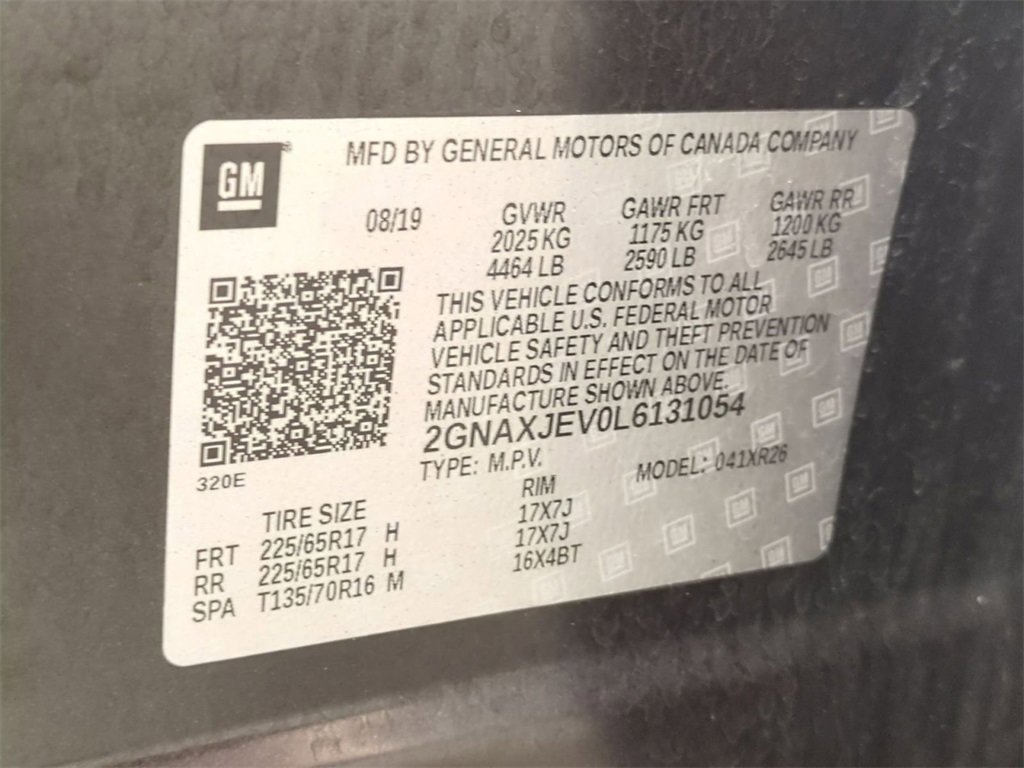 GM
MFD BY GENERAL MOTORS OF CANADA COMPANY
08/19 GVWR GAWR FRT GAWR RR
2025 KG 1175 KG 1200 KG
4464 LB 2590 LB 2645 LB
THIS VEHICLE CONFORMS TO ALL
APPLICABLE U.S. FEDERAL MOTOR
VEHICLE SAFETY AND THEFT PREVENTION
STANDARDS IN EFFECT ON THE DATE OF
MANUFACTURE SHOWN ABOVE.
2GNAXJEV0L6131054
TYPE: M.P.V. MODEL: 041XR26
320E
TIRE SIZE RIM
FRT 225/65R17 H 17X7J
RR 225/65R17 H 17X7J
SPA T135/70R16 M 16X4BT